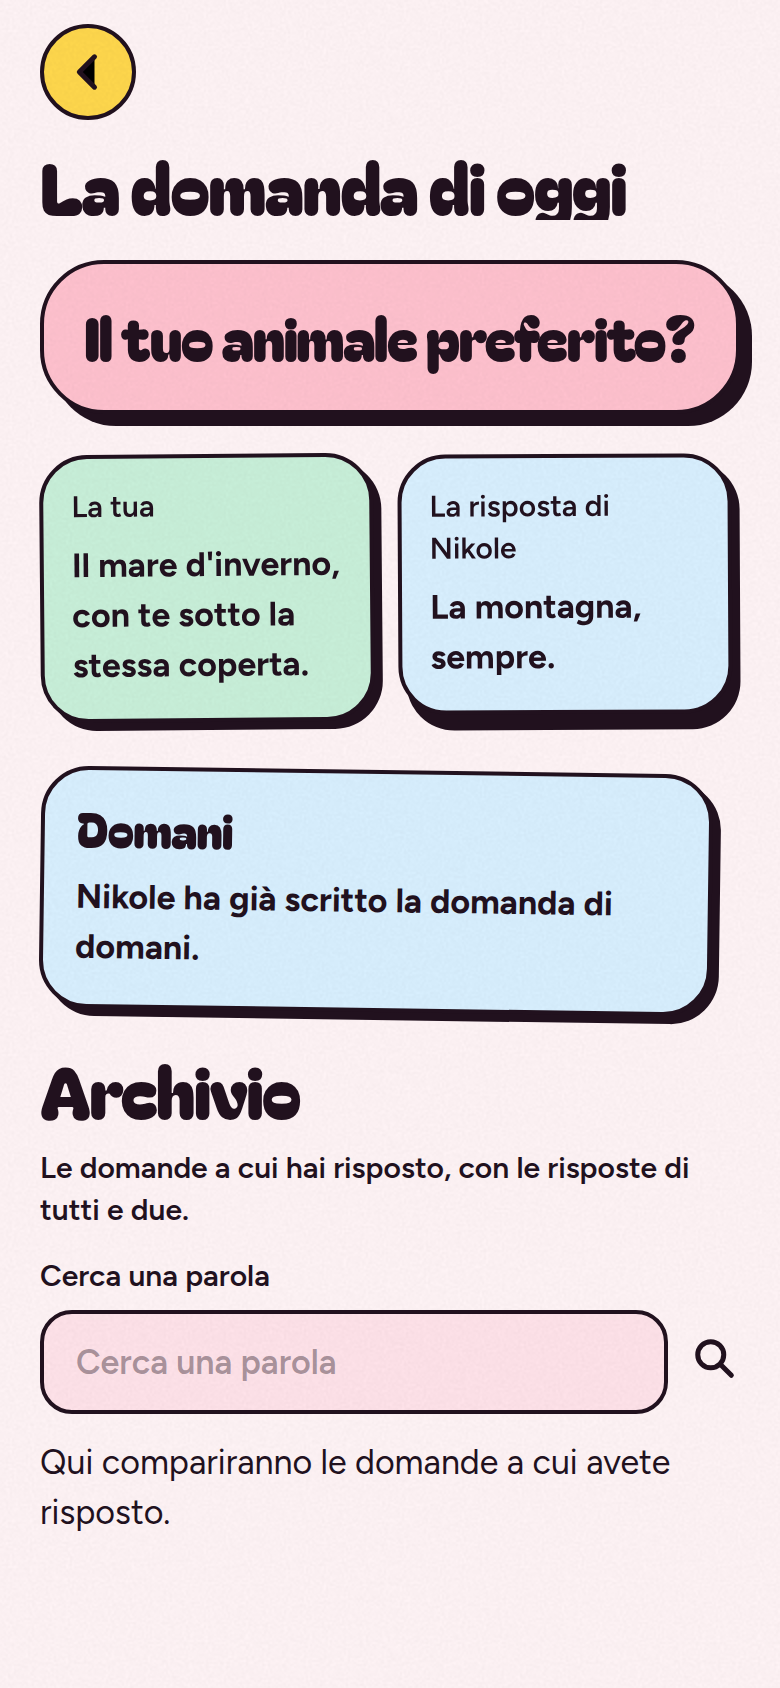 La domanda di oggi
Il tuo animale preferito?
La tua
Il mare d'inverno,
con te sotto la
stessa coperta.
La risposta di
Nikole
La montagna,
sempre.
Domani
Nikole ha già scritto la domanda di
domani.
Archivio
Le domande a cui hai risposto, con le risposte di
tutti e due.
Cerca una parola
Cerca una parola
Qui compariranno le domande a cui avete
risposto.